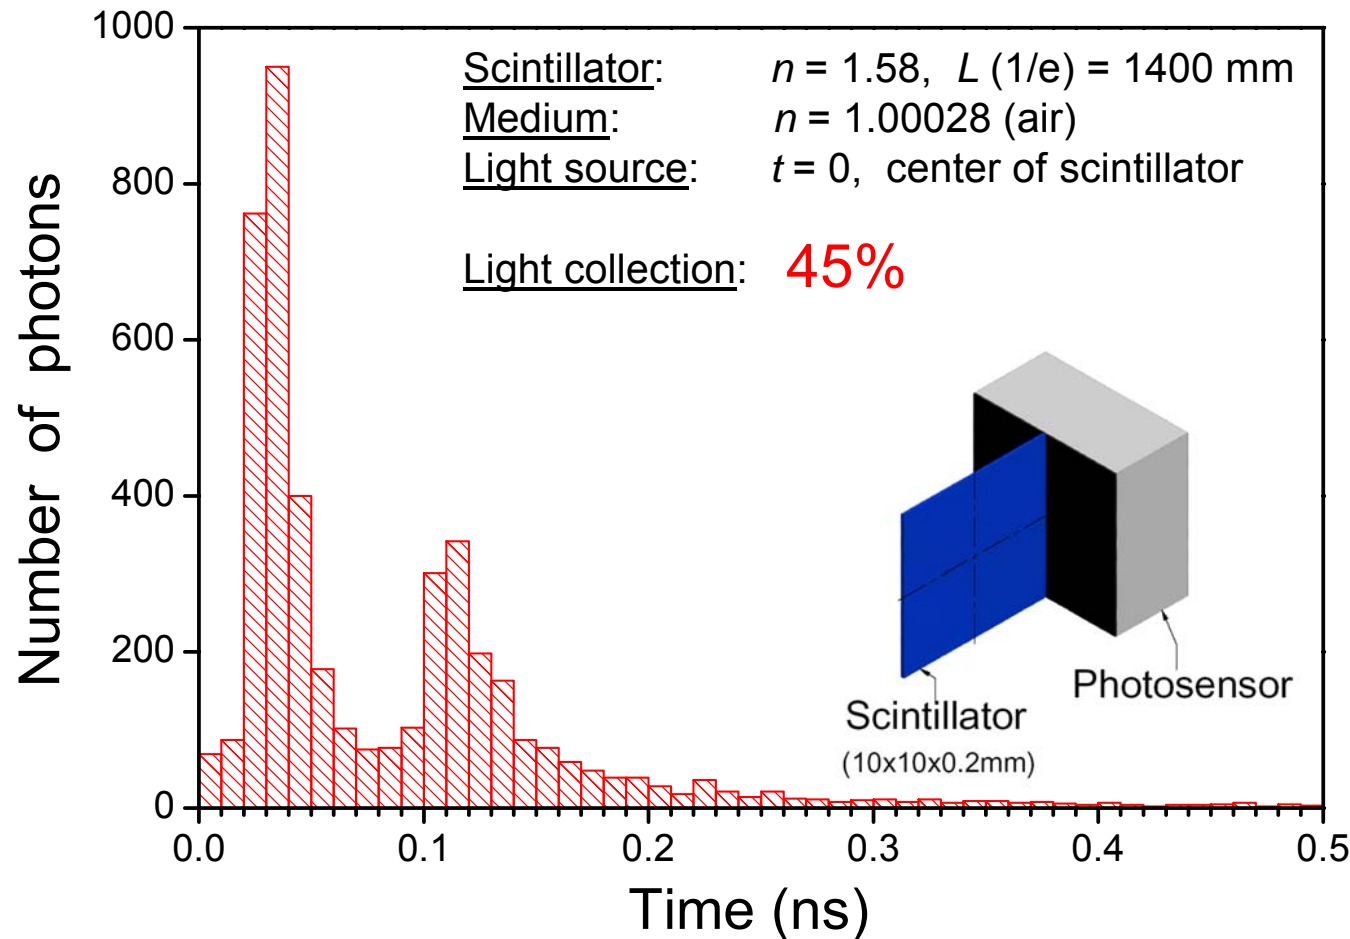 Number of photons
1000
800
600
400
200
0
Scintillator: n = 1.58, L (1/e) = 1400 mm
Medium: n = 1.00028 (air)
Light source: t = 0, center of scintillator
Light collection: 45%
Scintillator
(10x10x0.2mm)
Photosensor
0.0 0.1 0.2 0.3 0.4 0.5
Time (ns)